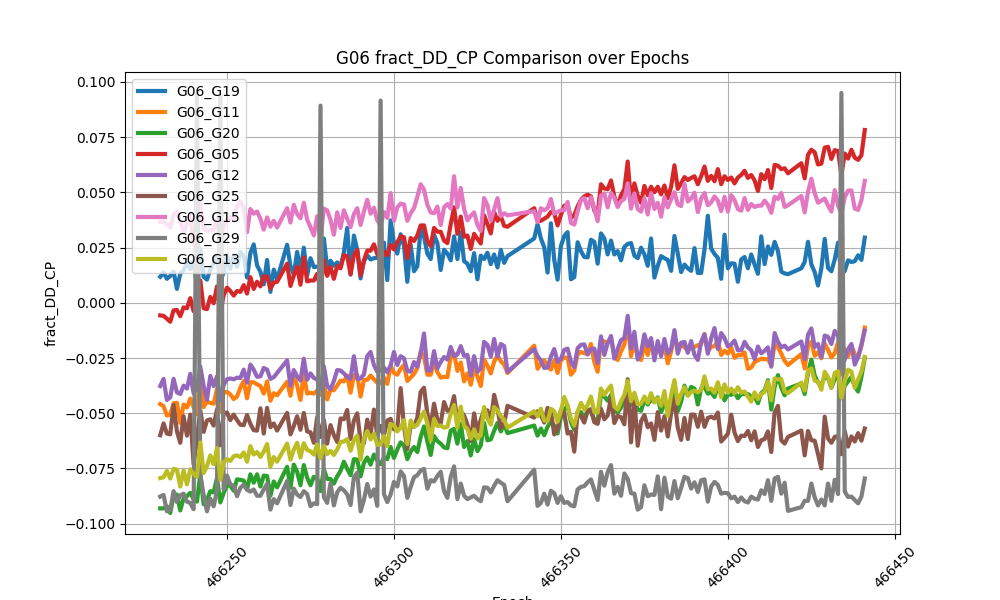 G06 fract_DD_CP Comparison over Epochs
fract_DD_CP
0.100
0.075
0.050
0.025
0.000
−0.025
−0.050
−0.075
−0.100
G06_G19
G06_G11
G06_G20
G06_G05
G06_G12
G06_G25
G06_G15
G06_G29
G06_G13
466250
466300
466350
466400
466450
Epoch